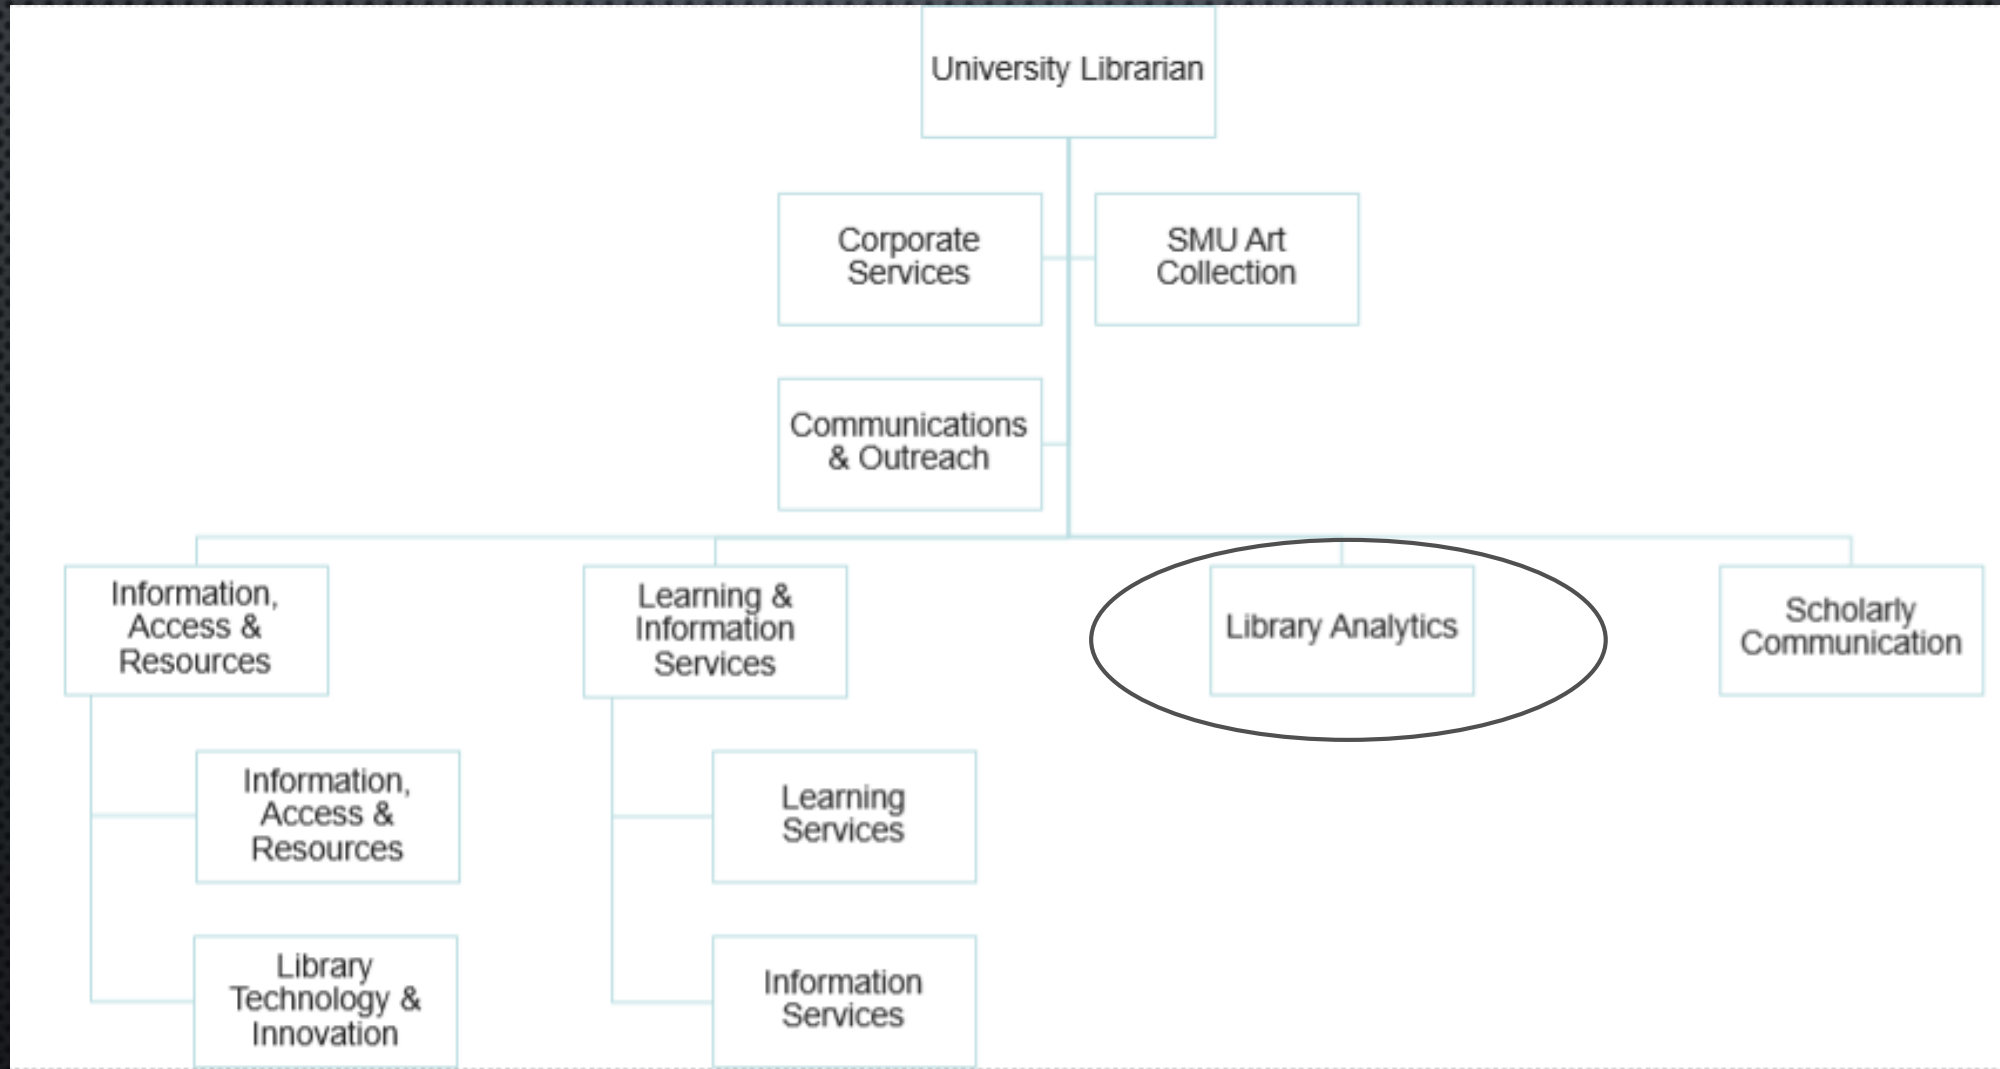 University Librarian
Corporate
Services
SMU Art
Collection
Communications
& Outreach
Information,
Access &
Resources
Learning &
Information
Services
Library Analytics
Scholarly
Communication
Information,
Access &
Resources
Learning
Services
Library
Technology &
Innovation
Information
Services